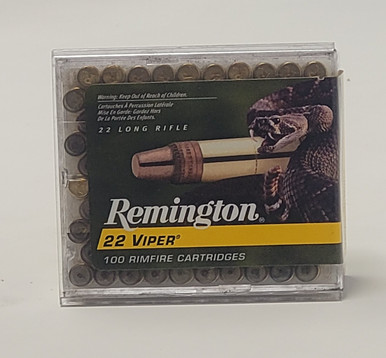 Warning: Keep Out of Reach of Children.
Cartouches A Percussion Latérale
Mise En Garde: Gardez Hors
De La Portée Des Enfants.
22 LONG RIFLE
Remington®
22 VIPER®
100 RIMFIRE CARTRIDGES